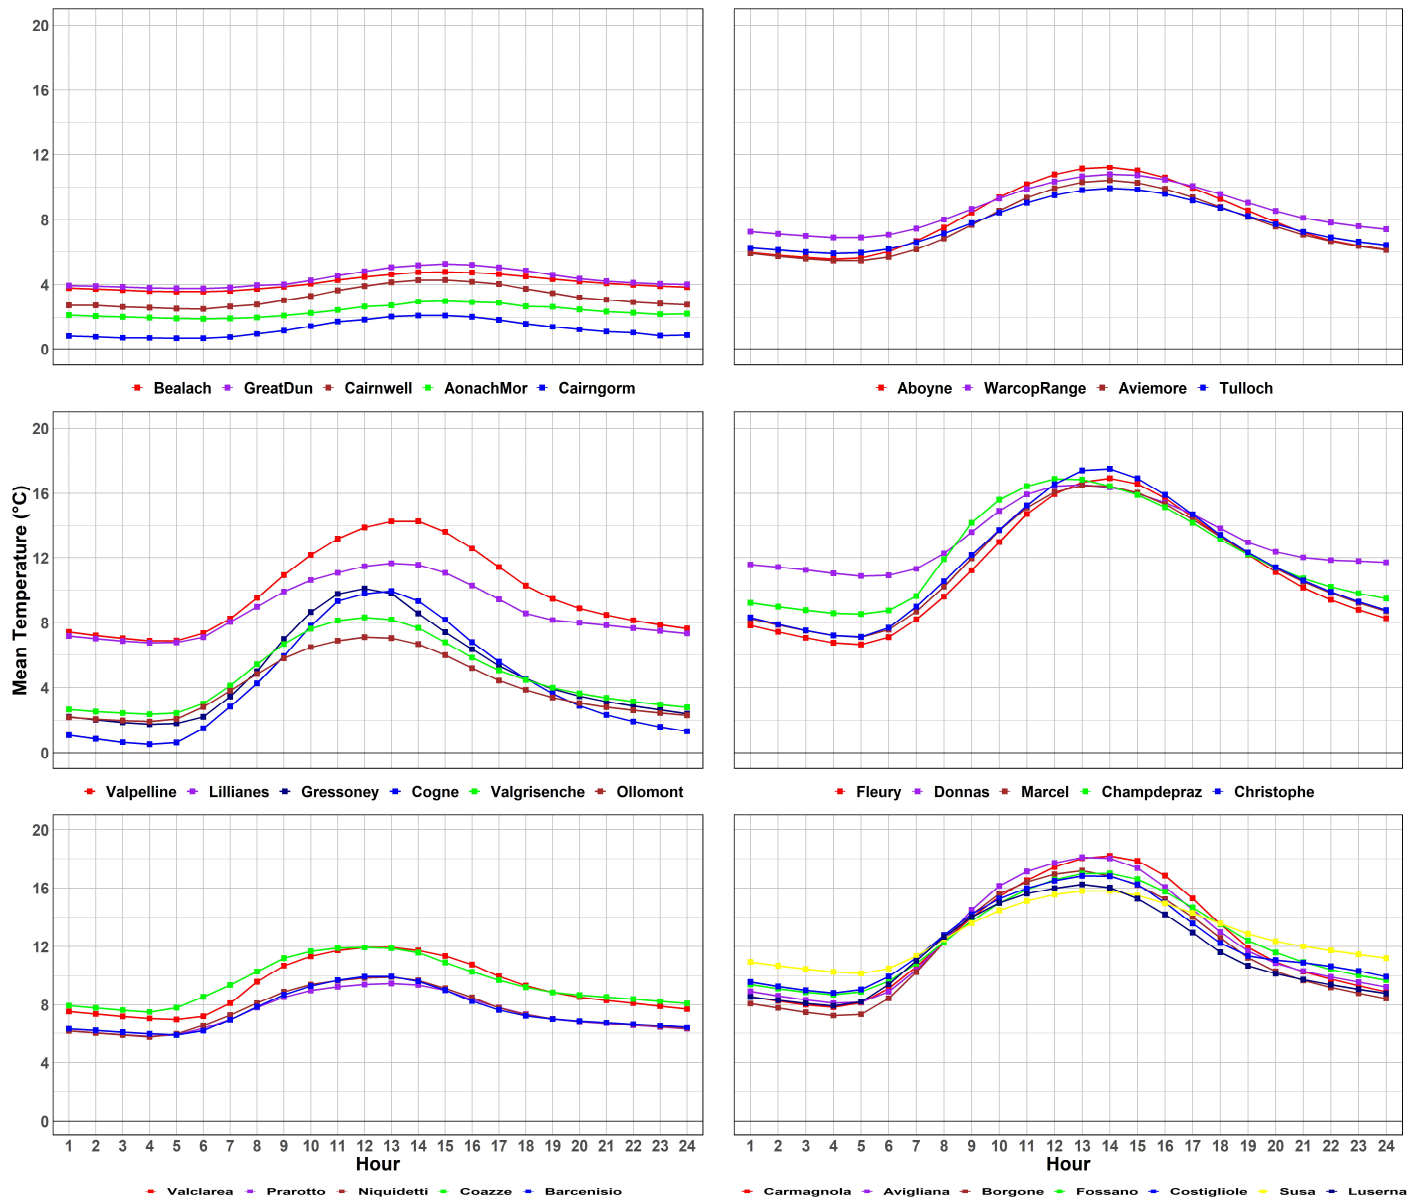 20
16
12
8
4
0
Bealach GreatDun Cairnwell AonachMor Cairngorm
Aboyne WarcopRange Aviemore Tulloch
Mean Temperature (°C)
20
16
12
8
4
0
Valpelline Lillianes Gressoney Cogne Valgrisenche Ollomont
Fleury Donnas Marcel Champdepraz Christophe
20
16
12
8
4
0
1 2 3 4 5 6 7 8 9 10 11 12 13 14 15 16 17 18 19 20 21 22 23 24
Hour
Valclarea Prarotto Niquidetti Coazze Barcenisio
1 2 3 4 5 6 7 8 9 10 11 12 13 14 15 16 17 18 19 20 21 22 23 24
Hour
Carmagnola Avigliana Borgone Fossano Costigliole Susa Luserna